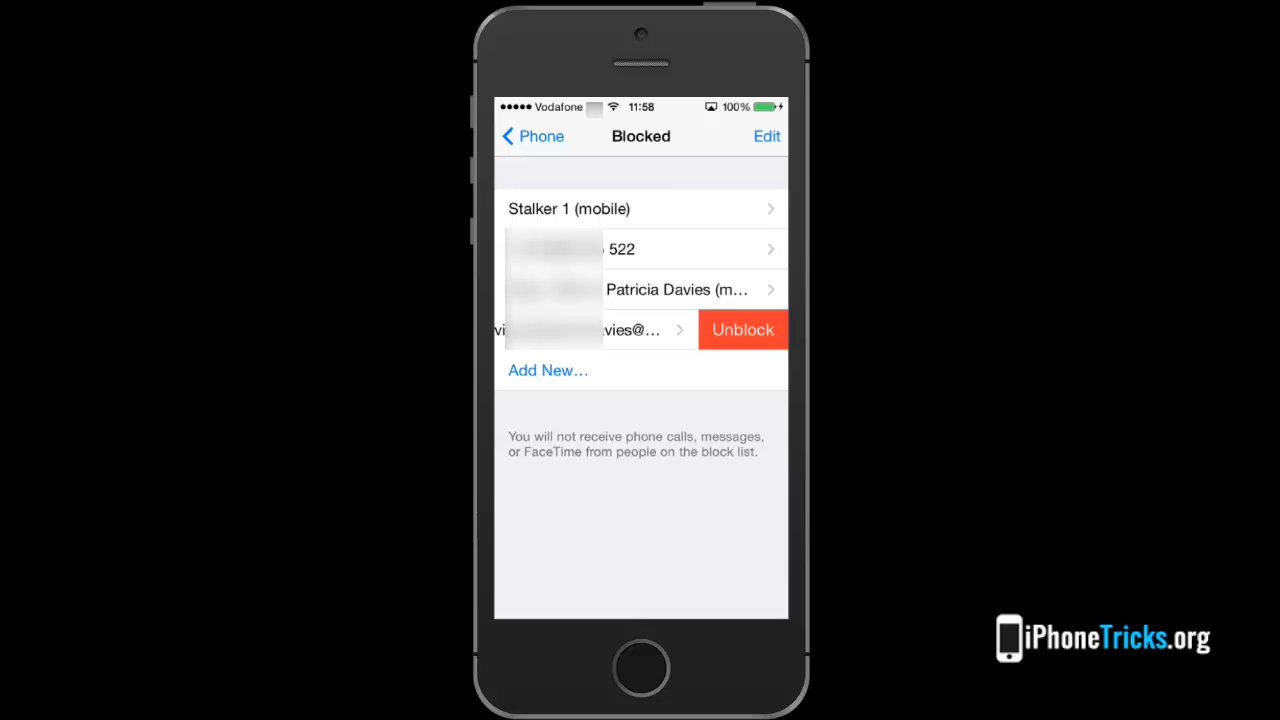 Vodafone 11:58 100%
Phone Blocked Edit
Stalker 1 (mobile)
522
Patricia Davies (m...
vies@... Unblock
Add New...
You will not receive phone calls, messages,
or FaceTime from people on the block list.
iPhoneTricks.org